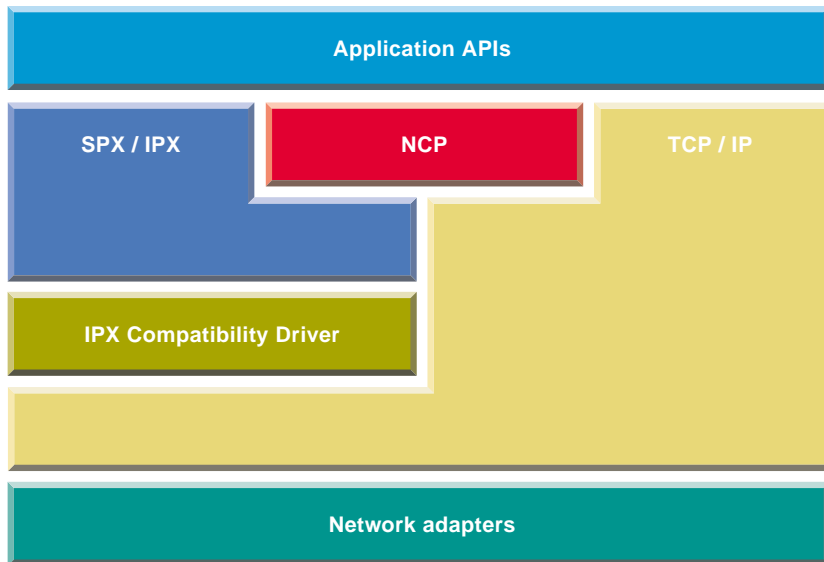 Application APIs
SPX / IPX
NCP
TCP / IP
IPX Compatibility Driver
Network adapters